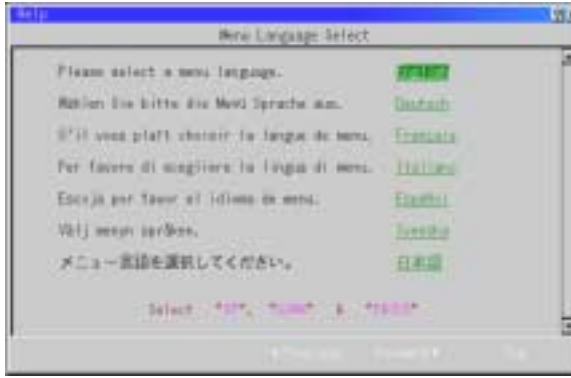 Help
Menu Language Select
Please select a menu language. English
Wählen Sie bitte die Menü Sprache aus. Deutsch
S'il vous plaît choisir la langue de menu. Français
Per favore di scegliere la lingua di menu. Italiano
Escoja por favor el idioma de menu. Español
Välj menyn språken. Svenska
メニュー言語を選択してください。 日本語
Select "UP", "DOWN" & "PRESS"